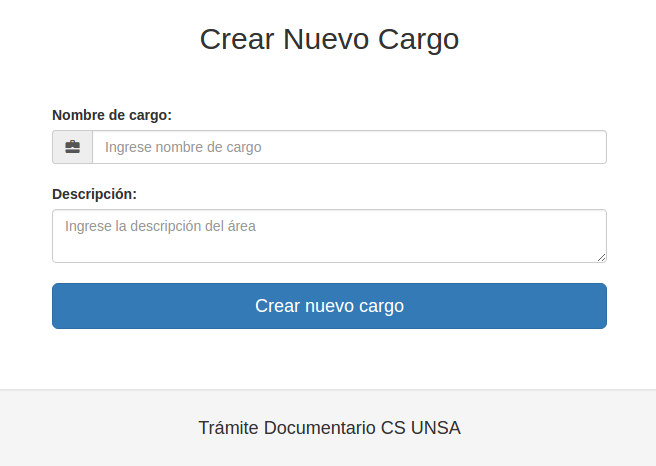 Crear Nuevo Cargo
Nombre de cargo:
Ingrese nombre de cargo
Descripción:
Ingrese la descripción del área
Crear nuevo cargo
Trámite Documentario CS UNSA